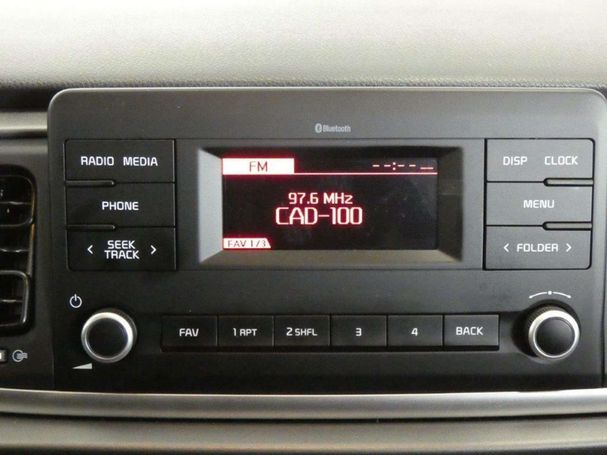 Bluetooth
RADIO MEDIA
PHONE
< SEEK TRACK >
FM
--:-- __
97.6 MHz
CAD-100
FAV 1/3
DISP CLOCK
MENU
< FOLDER >
FAV
1 RPT
2 SHFL
3
4
BACK